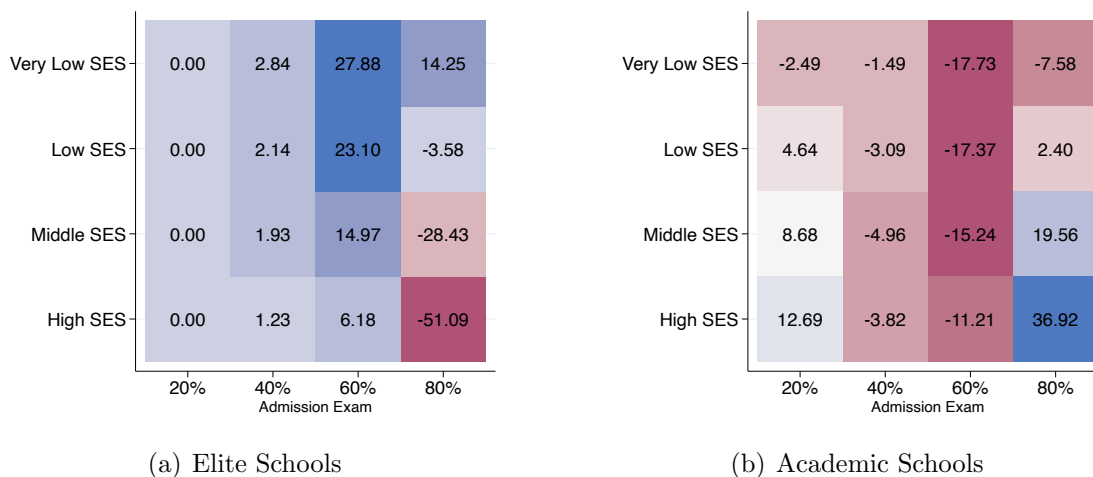 Very Low SES 0.00 2.84 27.88 14.25
Low SES 0.00 2.14 23.10 -3.58
Middle SES 0.00 1.93 14.97 -28.43
High SES 0.00 1.23 6.18 -51.09
20% 40% 60% 80%
Admission Exam
(a) Elite Schools
Very Low SES -2.49 -1.49 -17.73 -7.58
Low SES 4.64 -3.09 -17.37 2.40
Middle SES 8.68 -4.96 -15.24 19.56
High SES 12.69 -3.82 -11.21 36.92
20% 40% 60% 80%
Admission Exam
(b) Academic Schools